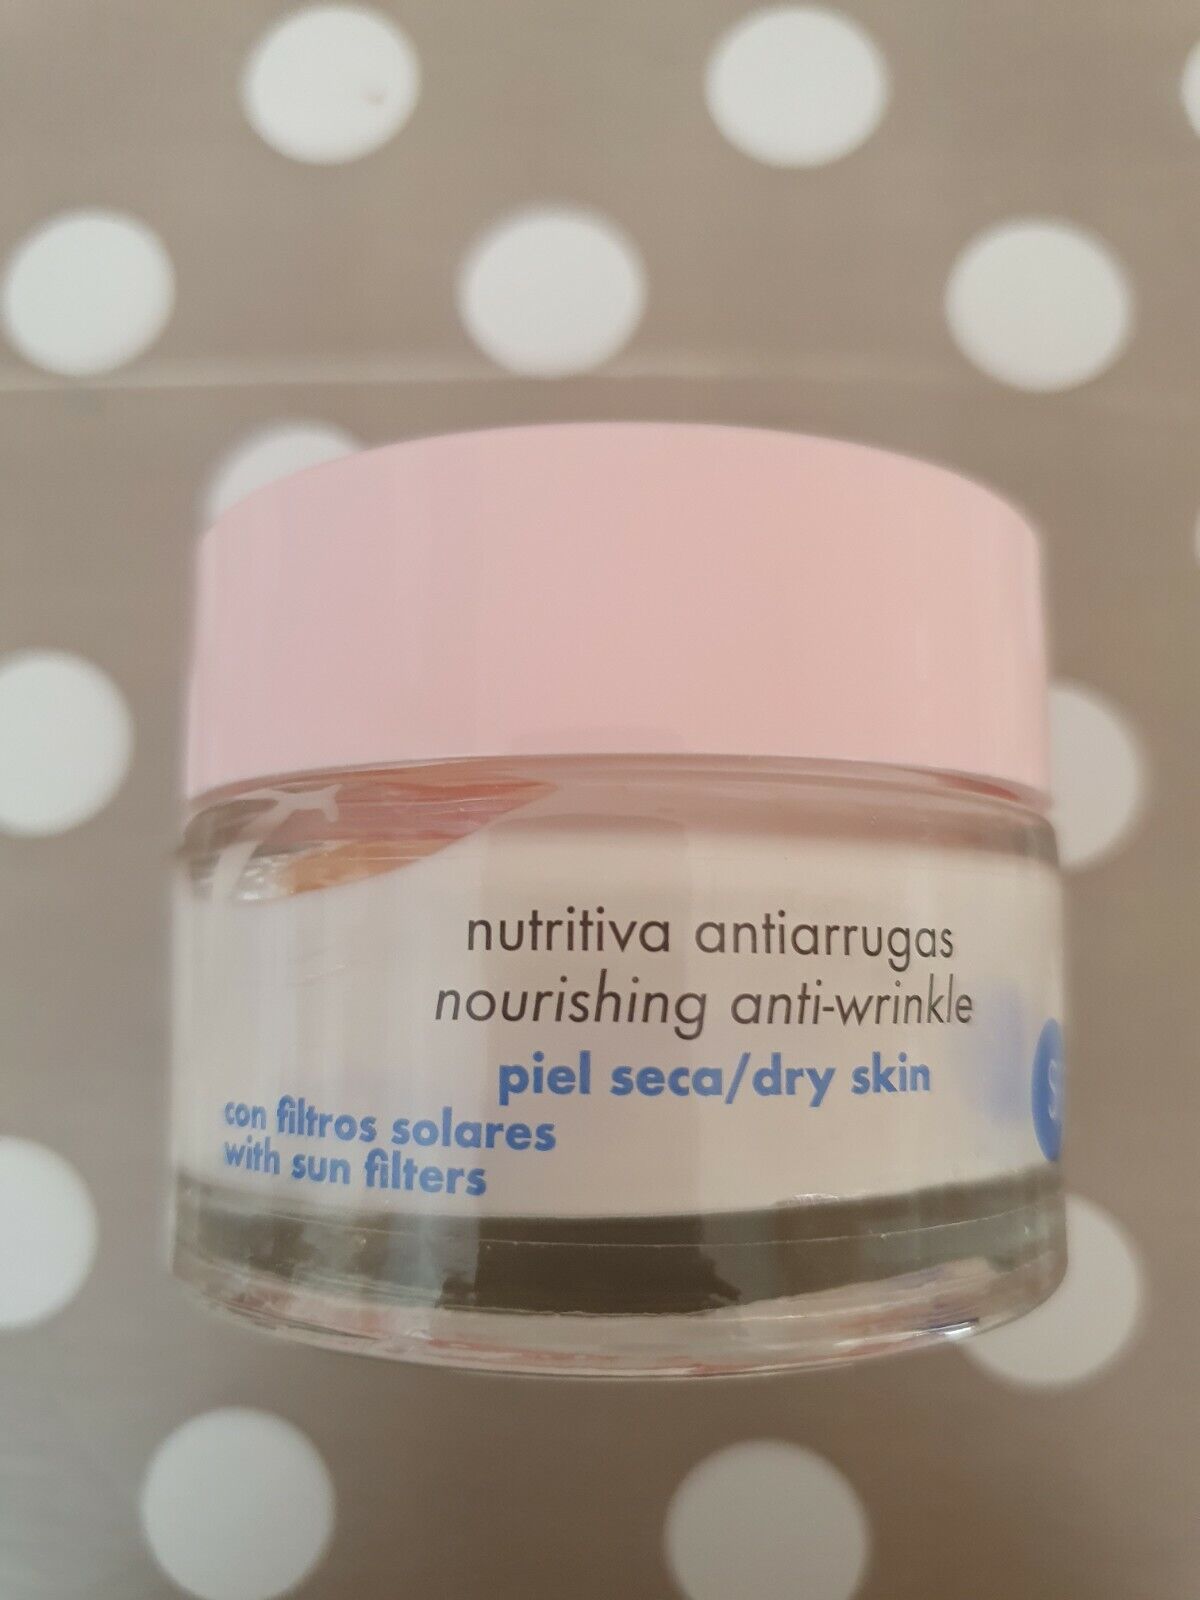 nutritiva antiarrugas
nourishing anti-wrinkle
piel seca/dry skin
con filtros solares
with sun filters